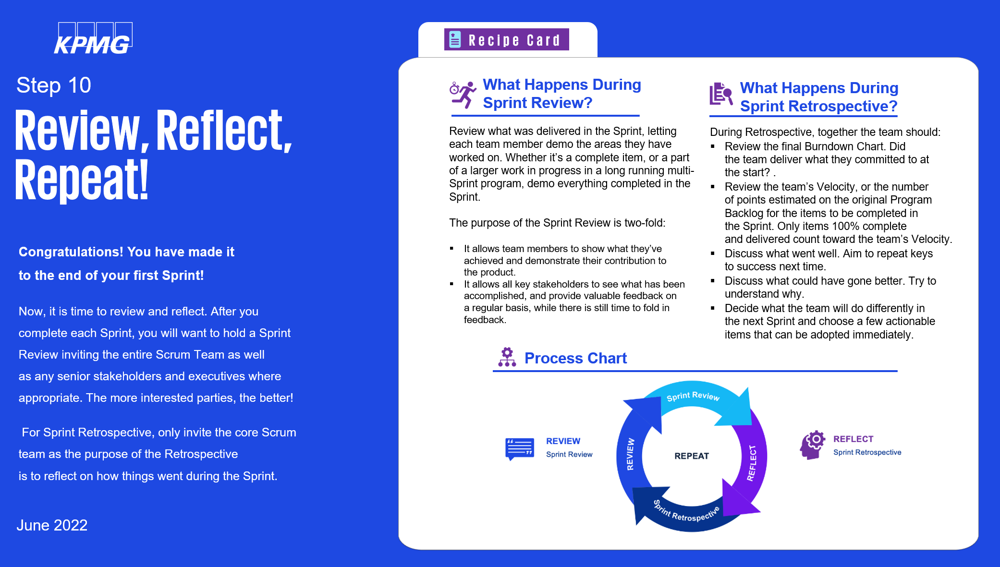 KPMG
Step 10
Review, Reflect,
Repeat!
Congratulations! You have made it
to the end of your first Sprint!
Now, it is time to review and reflect. After you
complete each Sprint, you will want to hold a Sprint
Review inviting the entire Scrum Team as well
as any senior stakeholders and executives where
appropriate. The more interested parties, the better!
For Sprint Retrospective, only invite the core Scrum
team as the purpose of the Retrospective
is to reflect on how things went during the Sprint.
June 2022
Recipe Card
What Happens During
Sprint Review?
Review what was delivered in the Sprint, letting
each team member demo the areas they have
worked on. Whether it’s a complete item, or a part
of a larger work in progress in a long running multi-
Sprint program, demo everything completed in the
Sprint.
The purpose of the Sprint Review is two-fold:
▪ It allows team members to show what they’ve
achieved and demonstrate their contribution to
the product.
▪ It allows all key stakeholders to see what has been
accomplished, and provide valuable feedback on
a regular basis, while there is still time to fold in
feedback.
What Happens During
Sprint Retrospective?
During Retrospective, together the team should:
▪ Review the final Burndown Chart. Did
the team deliver what they committed to at
the start? .
▪ Review the team’s Velocity, or the number
of points estimated on the original Program
Backlog for the items to be completed in
the Sprint. Only items 100% complete
and delivered count toward the team’s Velocity.
▪ Discuss what went well. Aim to repeat keys
to success next time.
▪ Discuss what could have gone better. Try to
understand why.
▪ Decide what the team will do differently in
the next Sprint and choose a few actionable
items that can be adopted immediately.
Process Chart
REVIEW
Sprint Review
Sprint Review
REVIEW
REPEAT
REFLECT
Sprint Retrospective
REFLECT
Sprint Retrospective